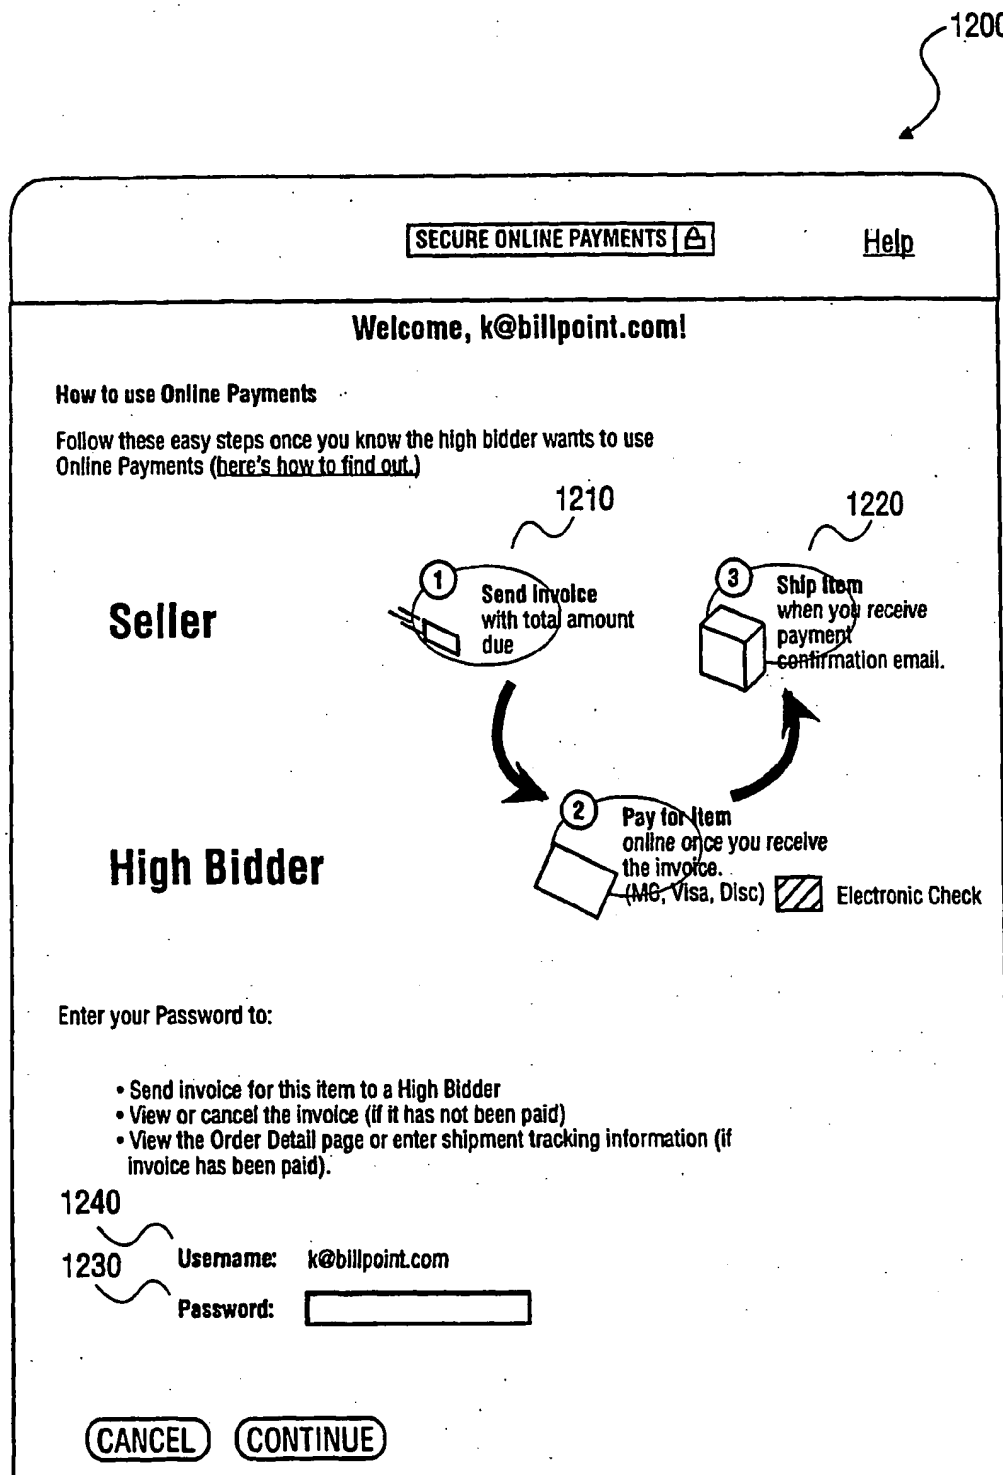 1200
SECURE ONLINE PAYMENTS
Help
Welcome, k@billpoint.com!
How to use Online Payments
Follow these easy steps once you know the high bidder wants to use
Online Payments (here's how to find out.)
1210
1220
Seller
1
Send invoice
with total amount
due
3
Ship Item
when you receive
payment
confirmation email.
High Bidder
2
Pay for Item
online once you receive
the invoice.
(MC, Visa, Disc)
Electronic Check
Enter your Password to:
• Send invoice for this item to a High Bidder
• View or cancel the invoice (if it has not been paid)
• View the Order Detail page or enter shipment tracking information (if
invoice has been paid).
1240
Username: k@billpoint.com
1230
Password:
CANCEL CONTINUE